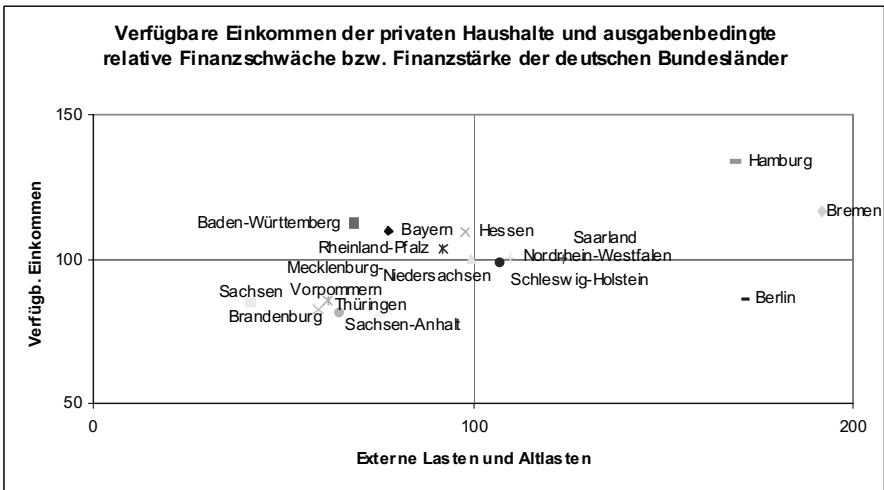 Verfügbare Einkommen der privaten Haushalte und ausgabenbedingte
relative Finanzschwäche bzw. Finanzstärke der deutschen Bundesländer
150
100
50
Verfügb. Einkommen
Hamburg
Bremen
Baden-Württemberg
Bayern
Hessen
Saarland
Rheinland-Pfalz
Nordrhein-Westfalen
Mecklenburg-
Vorpommern
Niedersachsen
Schleswig-Holstein
Sachsen
Thüringen
Brandenburg
Sachsen-Anhalt
Berlin
0
100
200
Externe Lasten und Altlasten